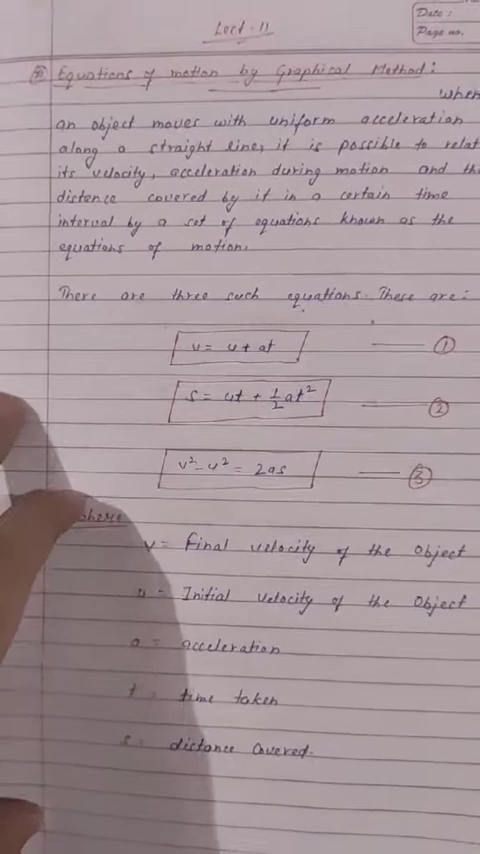 Date :
Page no.
Lect - 11
Equations of motion by Graphical Method:
when
an object moves with uniform acceleration
along a straight line, it is possible to relat
its velocity, acceleration during motion and the
distance covered by it in a certain time
interval by a set of equations known as the
equations of motion.
There are three such equations. These are:
v = u + at ——— ①
s = ut + 1/2 at² ——— ②
v² - u² = 2as ——— ③
where
v = Final velocity of the Object
u = Initial velocity of the Object
a = acceleration
t = time taken
s = distance covered.